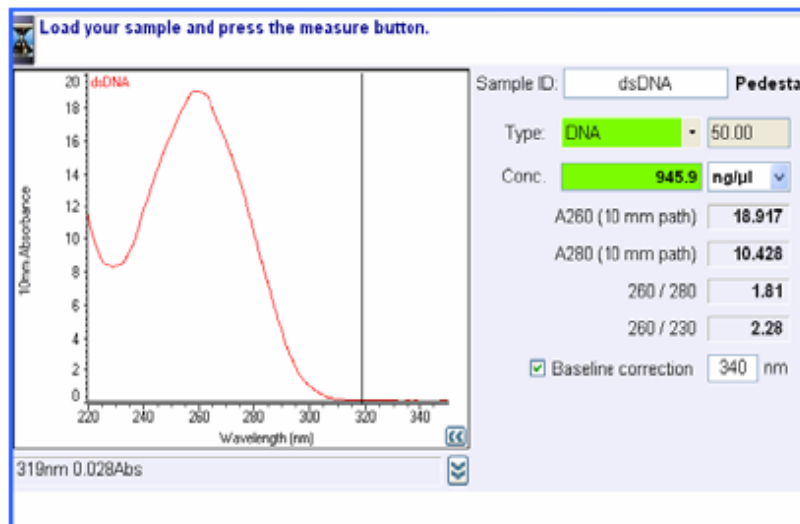 Load your sample and press the measure button.
dsDNA
20
18
16
14
12
10
8
6
4
2
0
10mm Absorbance
220 240 260 280 300 320 340
Wavelength (nm)
319nm 0.028Abs
Sample ID: dsDNA Pedesta
Type: DNA 50.00
Conc. 945.9 ng/µl
A260 (10 mm path) 18.917
A280 (10 mm path) 10.428
260 / 280 1.81
260 / 230 2.28
Baseline correction 340 nm